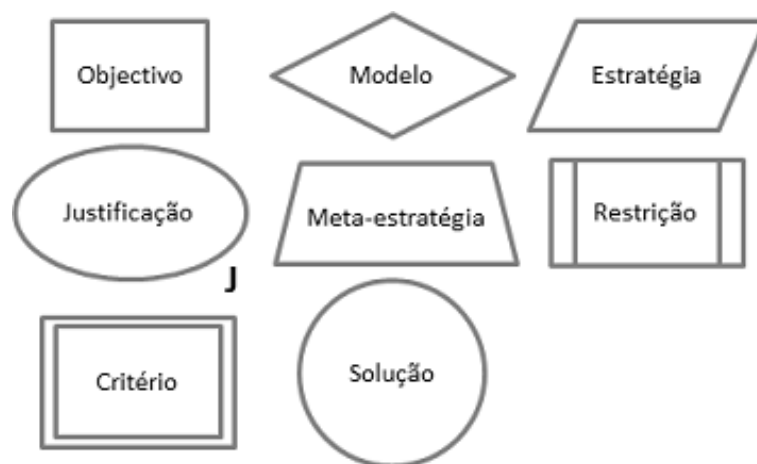 Objectivo
Modelo
Estratégia
Justificação
Meta-estratégia
Restrição
J
Critério
Solução